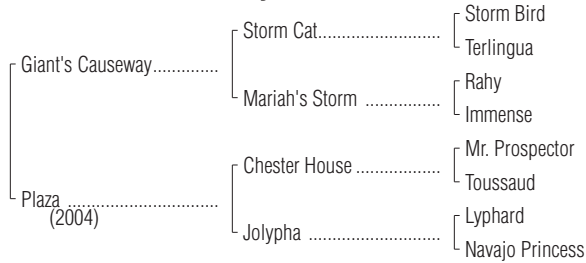 Storm Bird
Storm Cat....................
Terlingua
Giant's Causeway..............
Rahy
Mariah's Storm ................
Immense
Mr. Prospector
Chester House ..................
Toussaud
Plaza ..........................
(2004)
Lyphard
Jolypha ............................
Navajo Princess